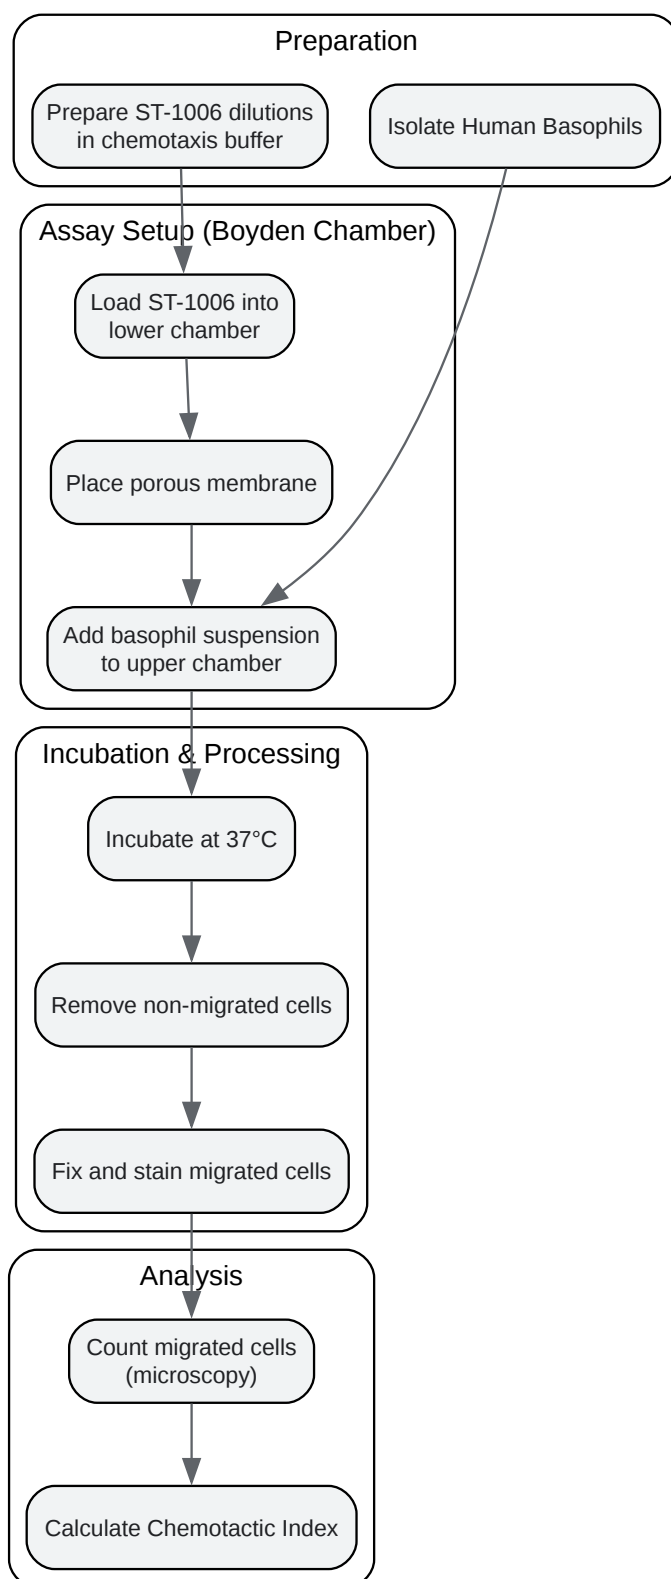 Preparation
Prepare ST-1006 dilutions
in chemotaxis buffer
Isolate Human Basophils
Assay Setup (Boyden Chamber)
Load ST-1006 into
lower chamber
Place porous membrane
Add basophil suspension
to upper chamber
Incubation & Processing
Incubate at 37°C
Remove non-migrated cells
Fix and stain migrated cells
Analysis
Count migrated cells
(microscopy)
Calculate Chemotactic Index